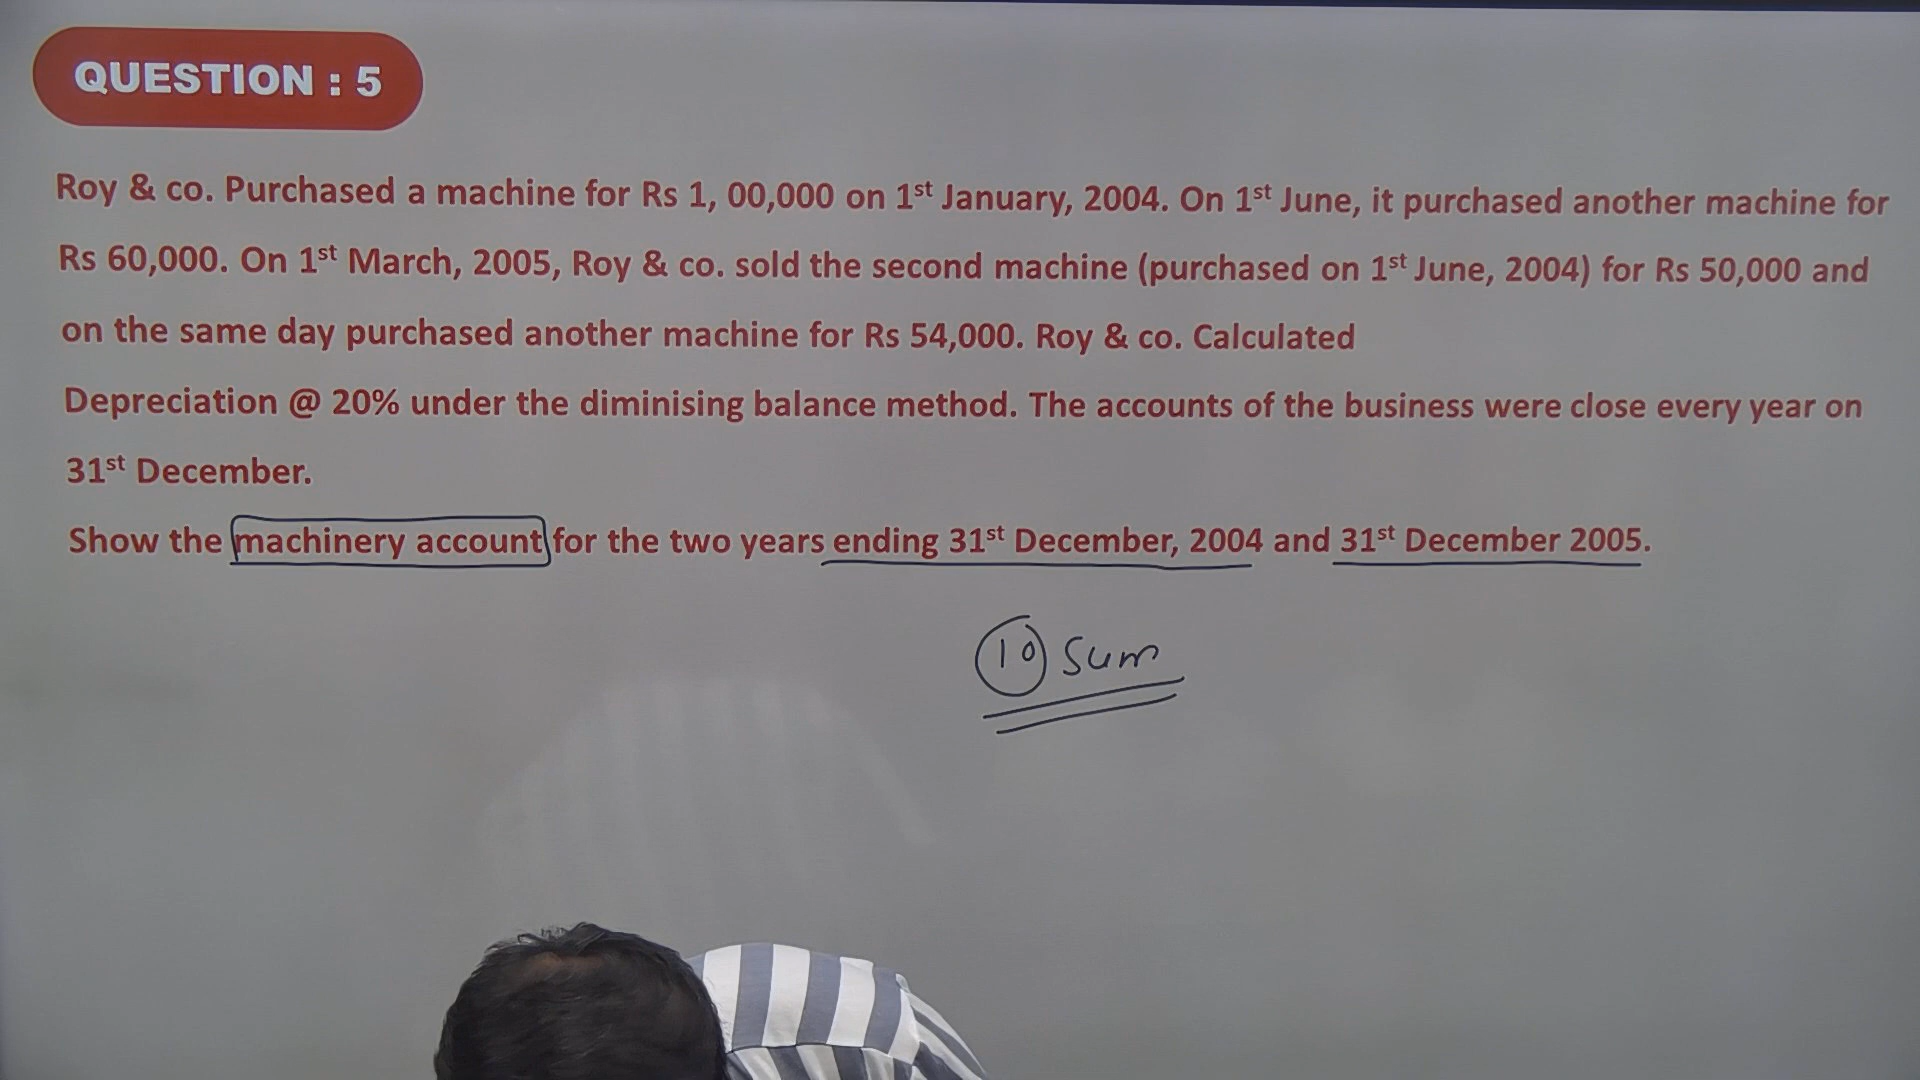 QUESTION : 5
Roy & co. Purchased a machine for Rs 1, 00,000 on 1st January, 2004. On 1st June, it purchased another machine for
Rs 60,000. On 1st March, 2005, Roy & co. sold the second machine (purchased on 1st June, 2004) for Rs 50,000 and
on the same day purchased another machine for Rs 54,000. Roy & co. Calculated
Depreciation @ 20% under the diminising balance method. The accounts of the business were close every year on
31st December.
Show the machinery account for the two years ending 31st December, 2004 and 31st December 2005.
10 Sum